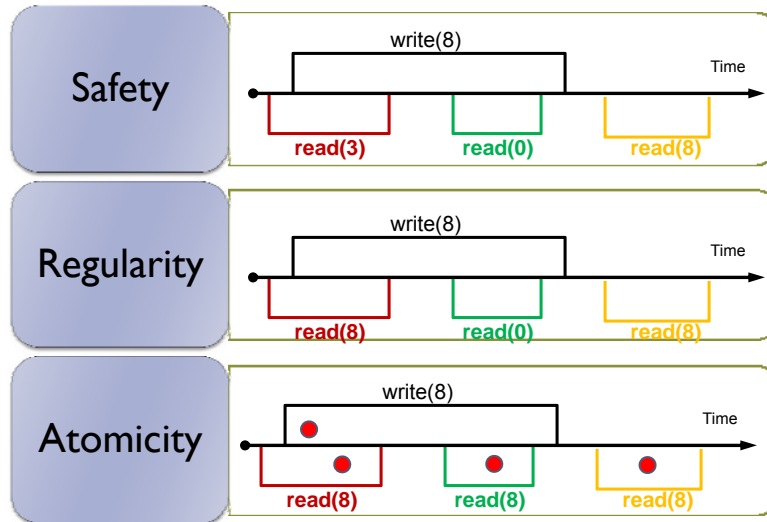 Safety
write(8)
Time
read(3)
read(0)
read(8)
Regularity
write(8)
Time
read(8)
read(0)
read(8)
Atomicity
write(8)
Time
read(8)
read(8)
read(8)